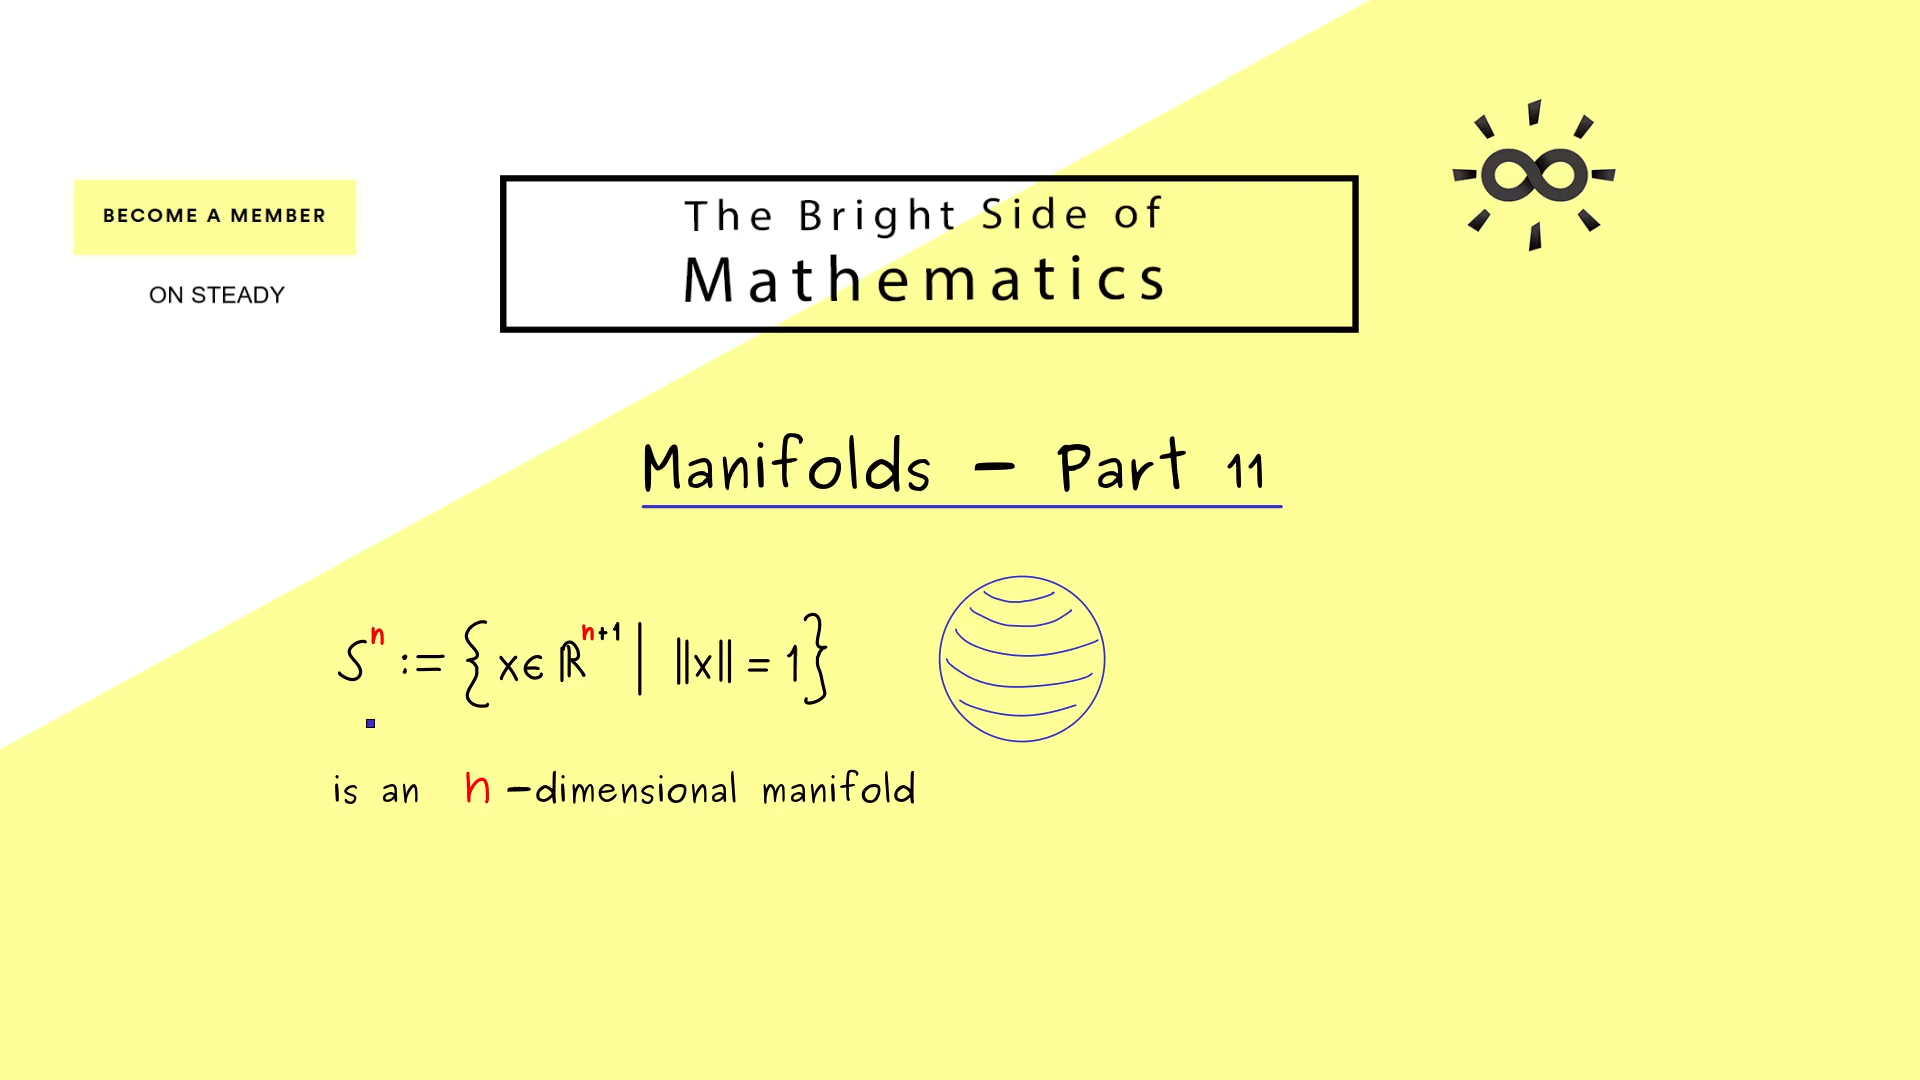 BECOME A MEMBER
ON STEADY
The Bright Side of
Mathematics
Manifolds - Part 11
Sⁿ := { x ∈ ℝⁿ⁺¹ | ‖x‖ = 1 }
is an n-dimensional manifold